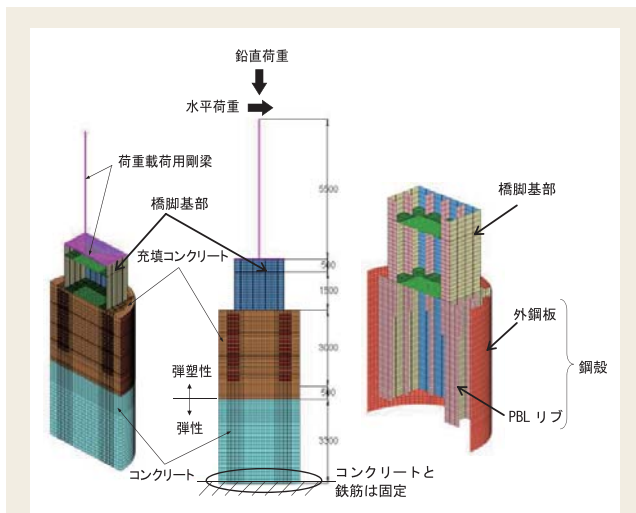 鉛直荷重
水平荷重
荷重載荷用剛梁
橋脚基部
充填コンクリート
5500
500
1500
3000
500
3500
弾塑性
弾性
コンクリート
コンクリートと
鉄筋は固定
橋脚基部
外鋼板
鋼殻
PBL リブ